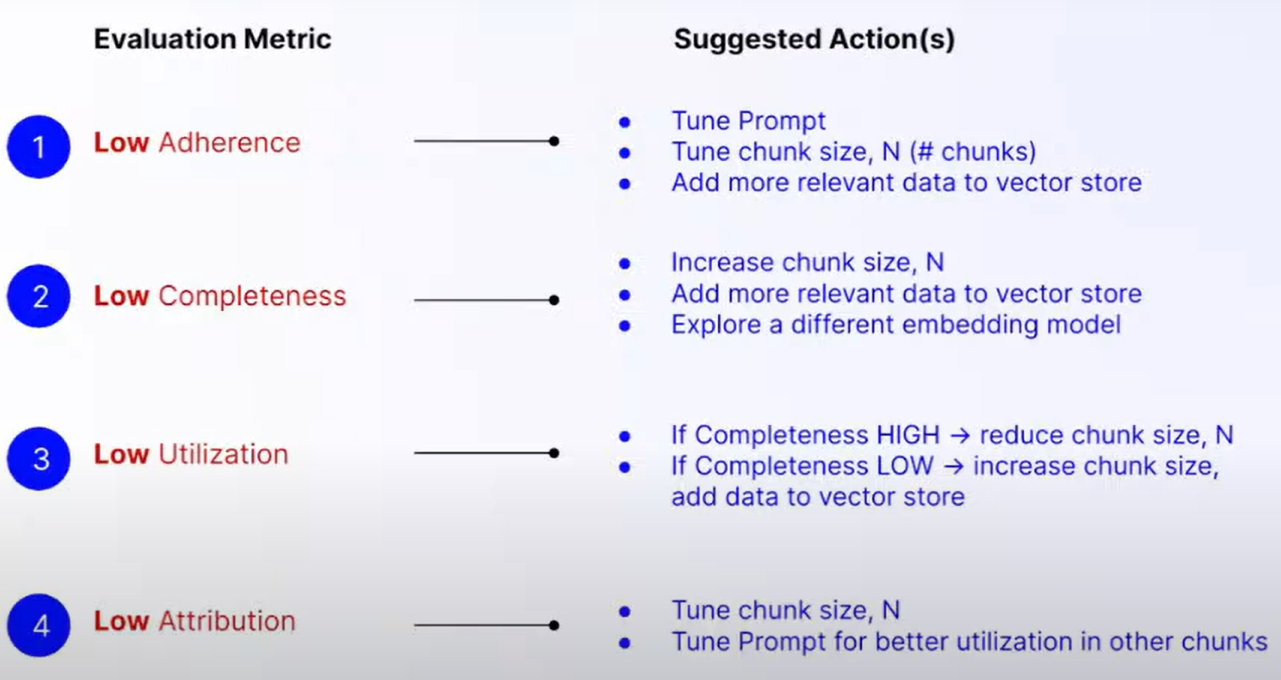 Evaluation Metric
Suggested Action(s)
1
Low Adherence
• Tune Prompt
• Tune chunk size, N (# chunks)
• Add more relevant data to vector store
2
Low Completeness
• Increase chunk size, N
• Add more relevant data to vector store
• Explore a different embedding model
3
Low Utilization
• If Completeness HIGH → reduce chunk size, N
• If Completeness LOW → increase chunk size,
add data to vector store
4
Low Attribution
• Tune chunk size, N
• Tune Prompt for better utilization in other chunks